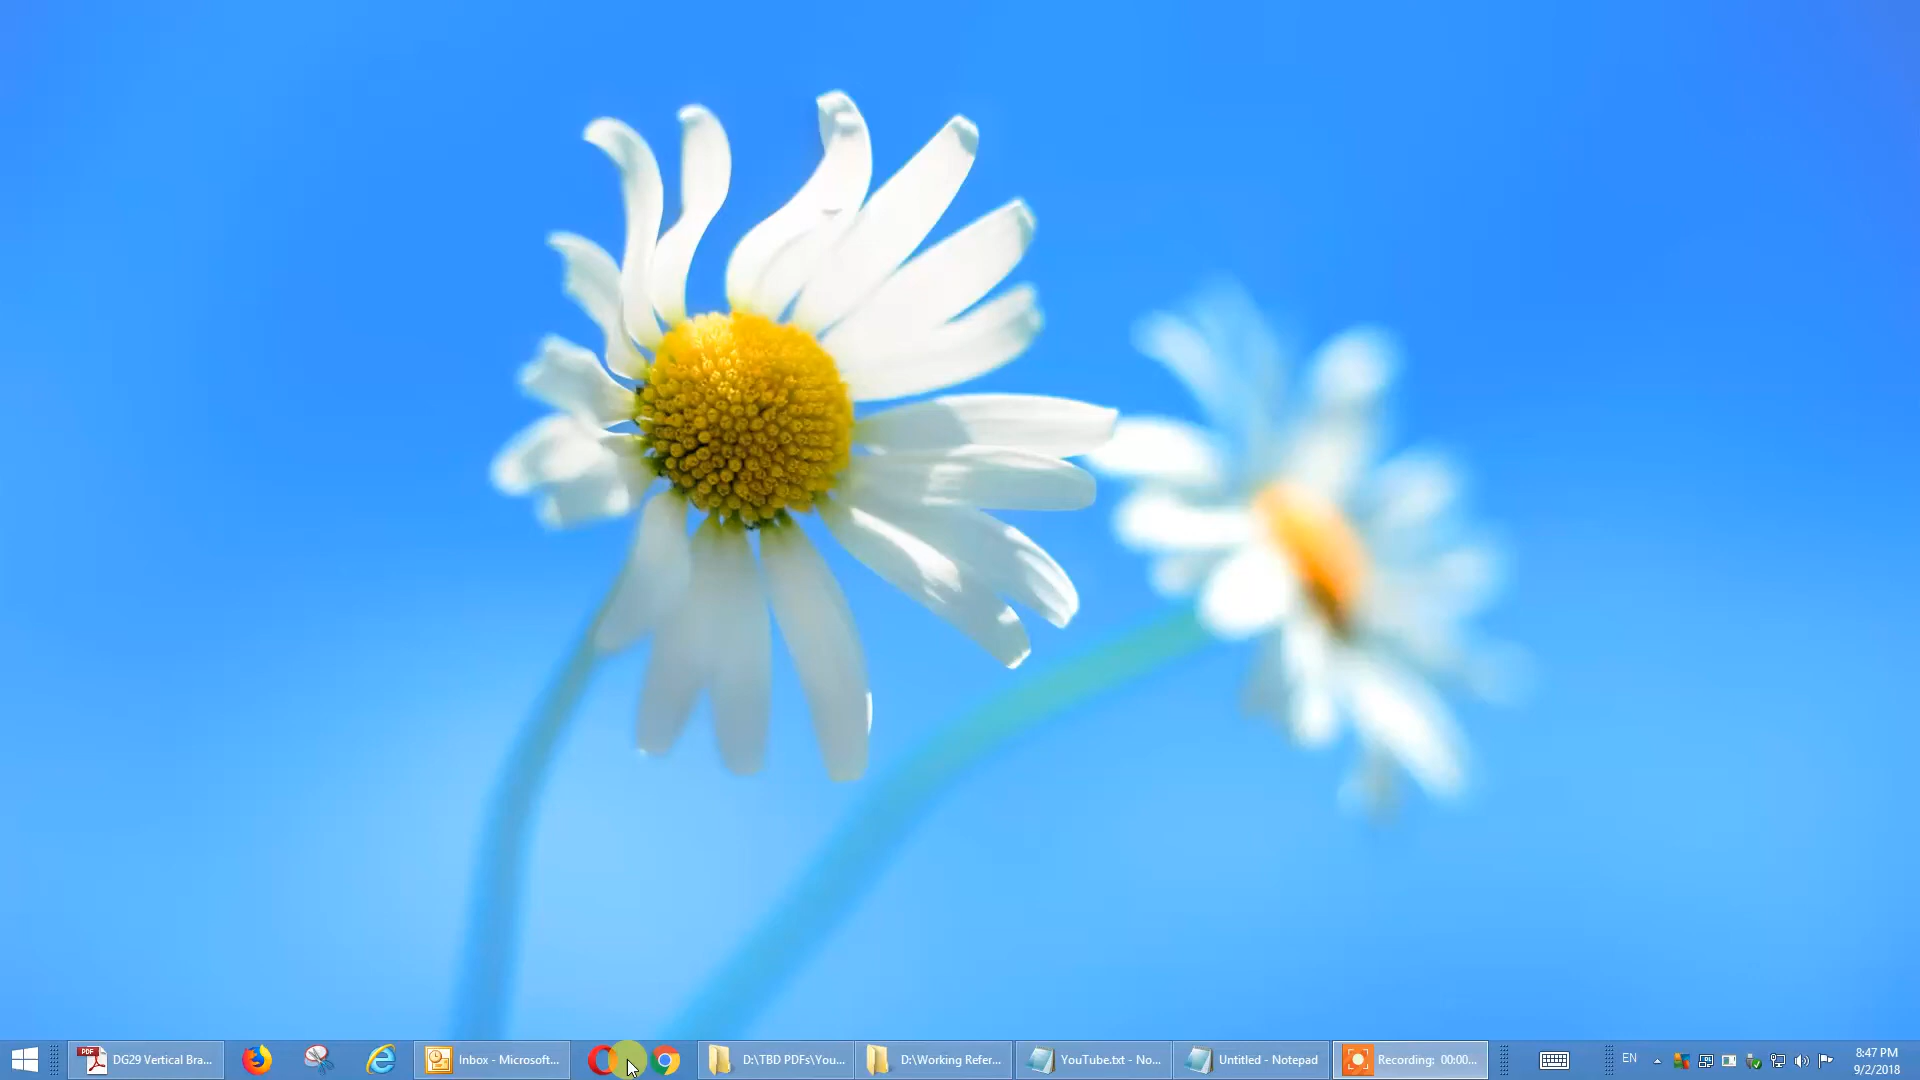 PDF
DG29 Vertical Bra...
Inbox - Microsoft...
D:\TBD PDFs\You...
D:\Working Refer...
YouTube.txt - No...
Untitled - Notepad
Recording: 00:00...
EN
8:47 PM
9/2/2018